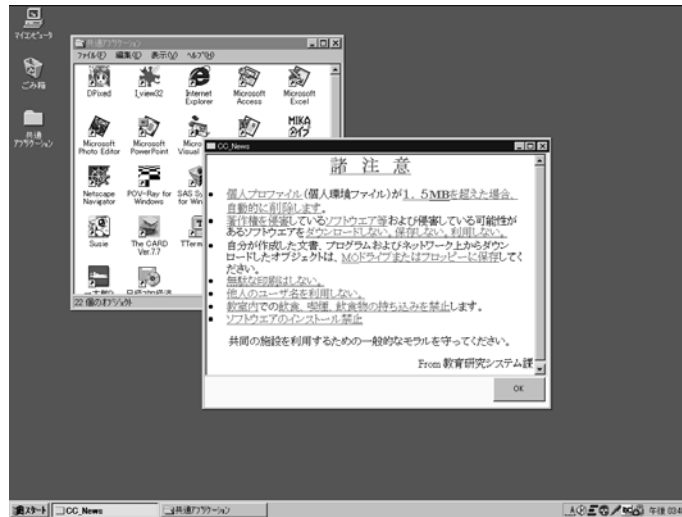 マイコンピュータ
ごみ箱
共通
アプリケーション
共通アプリケーション
ファイル(F) 編集(E) 表示(V) ヘルプ(H)
DPixed
I_view32
Internet Explorer
Microsoft Access
Microsoft Excel
Microsoft Photo Editor
Microsoft PowerPoint
MIKA
タイプ
Netscape Navigator
POV-Ray for Windows
Susie
The CARD Ver.7.7
22 個のオブジェクト
CC_News
諸 注 意
• 個人プロファイル(個人環境ファイル)が1.5MBを超えた場合、
自動的に削除します。
• 著作権を侵害しているソフトウエア等および侵害している可能性が
あるソフトウエアをダウンロードしない、保存しない、利用しない。
• 自分が作成した文書、プログラムおよびネットワーク上からダウン
ロードしたオブジェクトは、MOドライブまたはフロッピーに保存してく
ださい。
• 無駄な印刷はしない。
• 他人のユーザ名を利用しない。
• 教室内での飲食、喫煙、飲食物の持ち込みを禁止します。
• ソフトウエアのインストール禁止
共同の施設を利用するための一般的なモラルを守ってください。
From 教育研究システム課
OK
スタート
CC_News
共通アプリケーション
午後